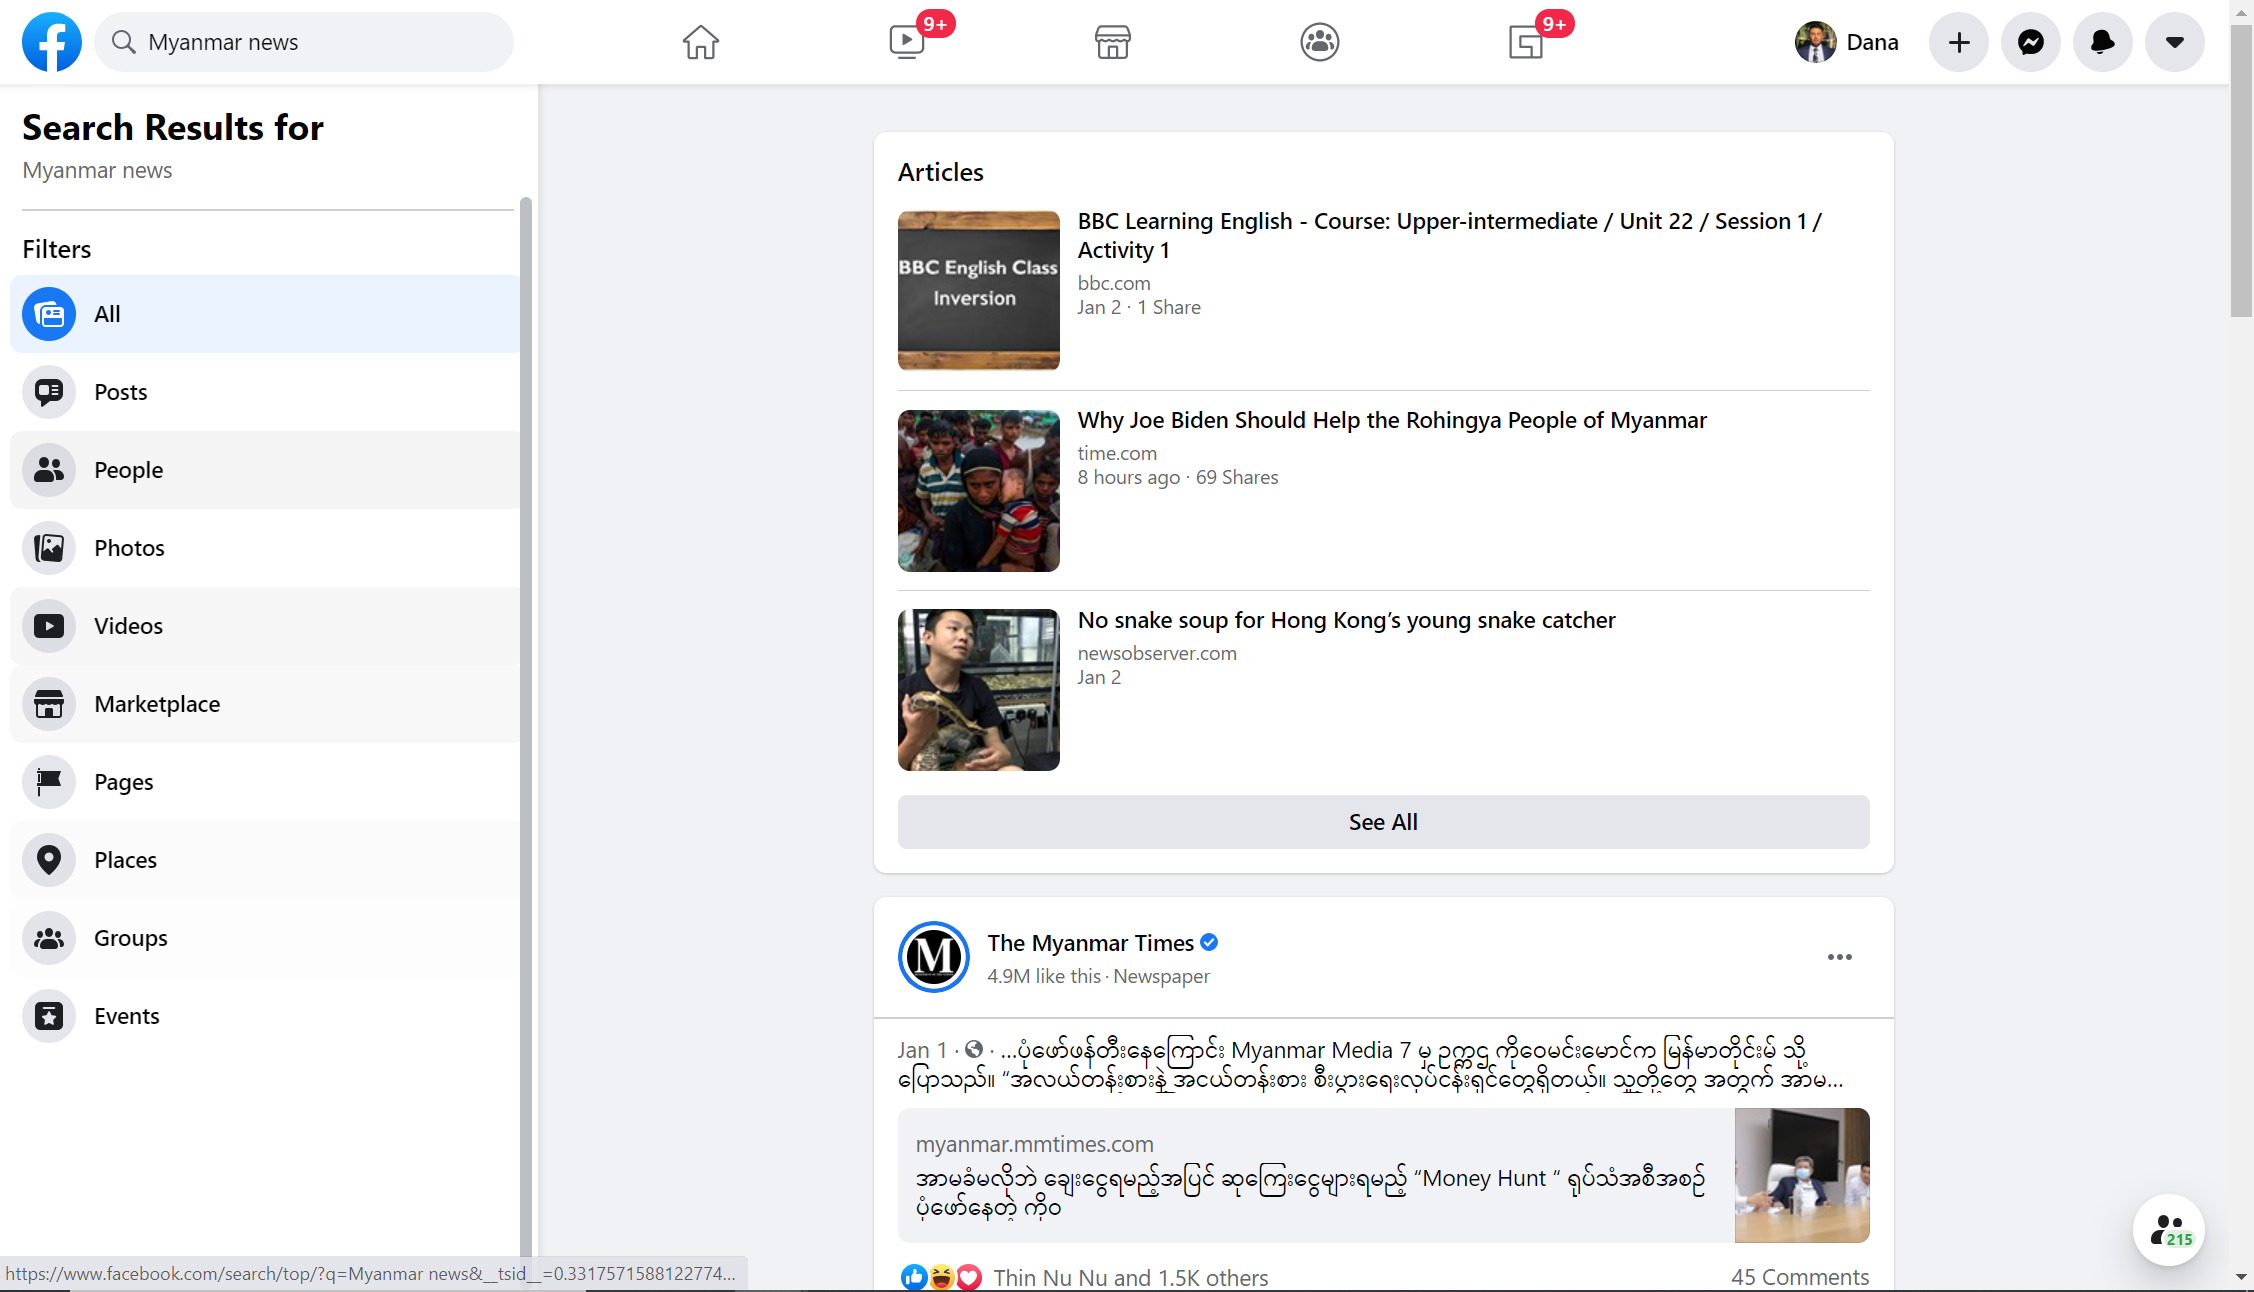 Myanmar news
9+
9+
Dana
Search Results for
Myanmar news
Filters
All
Posts
People
Photos
Videos
Marketplace
Pages
Places
Groups
Events
Articles
BBC English Class
Inversion
BBC Learning English - Course: Upper-intermediate / Unit 22 / Session 1 /
Activity 1
bbc.com
Jan 2 · 1 Share
Why Joe Biden Should Help the Rohingya People of Myanmar
time.com
8 hours ago · 69 Shares
No snake soup for Hong Kong’s young snake catcher
newsobserver.com
Jan 2
See All
M
The Myanmar Times
4.9M like this · Newspaper
Jan 1 · · ...ပုံဖော်ဖန်တီးနေကြောင်း Myanmar Media 7 မှ ဥက္ကဌ ကိုဝေမင်းမောင်က မြန်မာတိုင်းမ် သို့
ပြောသည်။ “အလယ်တန်းစားနဲ့ အငယ်တန်းစား စီးပွားရေးလုပ်ငန်းရှင်တွေရှိတယ်။ သူတို့တွေ အတွက် အာမ...
myanmar.mmtimes.com
အာမခံမလိုဘဲ ချေးငွေရမည့်အပြင် ဆုကြေးငွေများရမည့် “Money Hunt “ ရုပ်သံအစီအစဉ်
ပုံဖော်နေတဲ့ ကိုဝ
Thin Nu Nu and 1.5K others
45 Comments
215
https://www.facebook.com/search/top/?q=Myanmar news&__tsid__=0.3317571588122774...